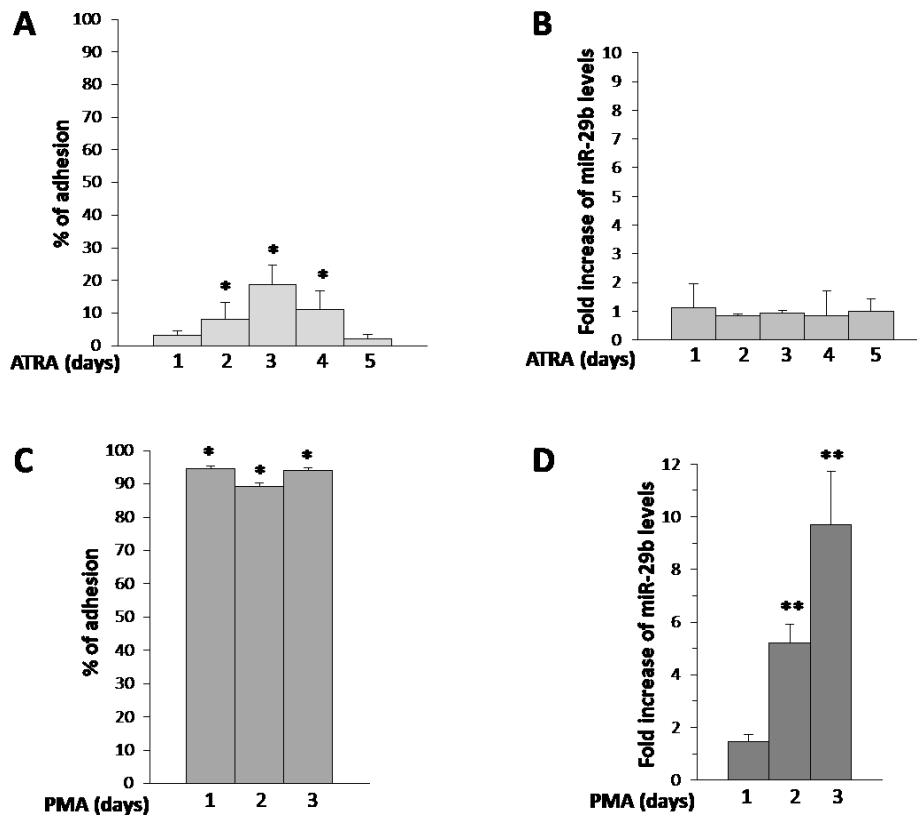 A
% of adhesion
100
90
80
70
60
50
40
30
20
10
0
* * *
ATRA (days) 1 2 3 4 5
B
Fold increase of miR-29b levels
10
9
8
7
6
5
4
3
2
1
0
ATRA (days) 1 2 3 4 5
C
% of adhesion
100
90
80
70
60
50
40
30
20
10
0
* * *
PMA (days) 1 2 3
D
Fold increase of miR-29b levels
12
10
8
6
4
2
0
** **
PMA (days) 1 2 3